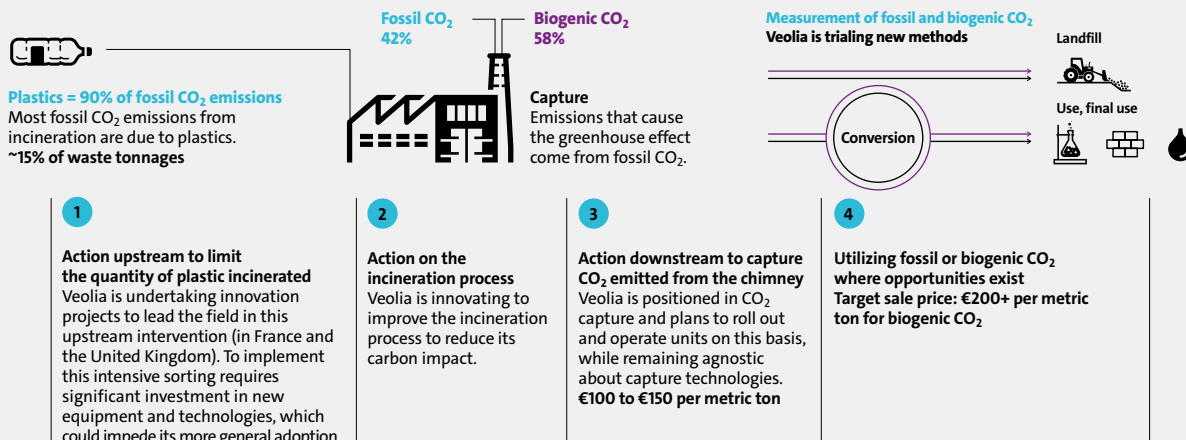 Fossil CO₂
42%
Biogenic CO₂
58%
Measurement of fossil and biogenic CO₂
Veolia is trialing new methods
Landfill
Plastics = 90% of fossil CO₂ emissions
Most fossil CO₂ emissions from
incineration are due to plastics.
~15% of waste tonnages
Capture
Emissions that cause
the greenhouse effect
come from fossil CO₂.
Conversion
Use, final use
1
Action upstream to limit
the quantity of plastic incinerated
Veolia is undertaking innovation
projects to lead the field in this
upstream intervention (in France and
the United Kingdom). To implement
this intensive sorting requires
significant investment in new
equipment and technologies, which
could impede its more general adoption
2
Action on the
incineration process
Veolia is innovating to
improve the incineration
process to reduce its
carbon impact.
3
Action downstream to capture
CO₂ emitted from the chimney
Veolia is positioned in CO₂
capture and plans to roll out
and operate units on this basis,
while remaining agnostic
about capture technologies.
€100 to €150 per metric ton
4
Utilizing fossil or biogenic CO₂
where opportunities exist
Target sale price: €200+ per metric
ton for biogenic CO₂